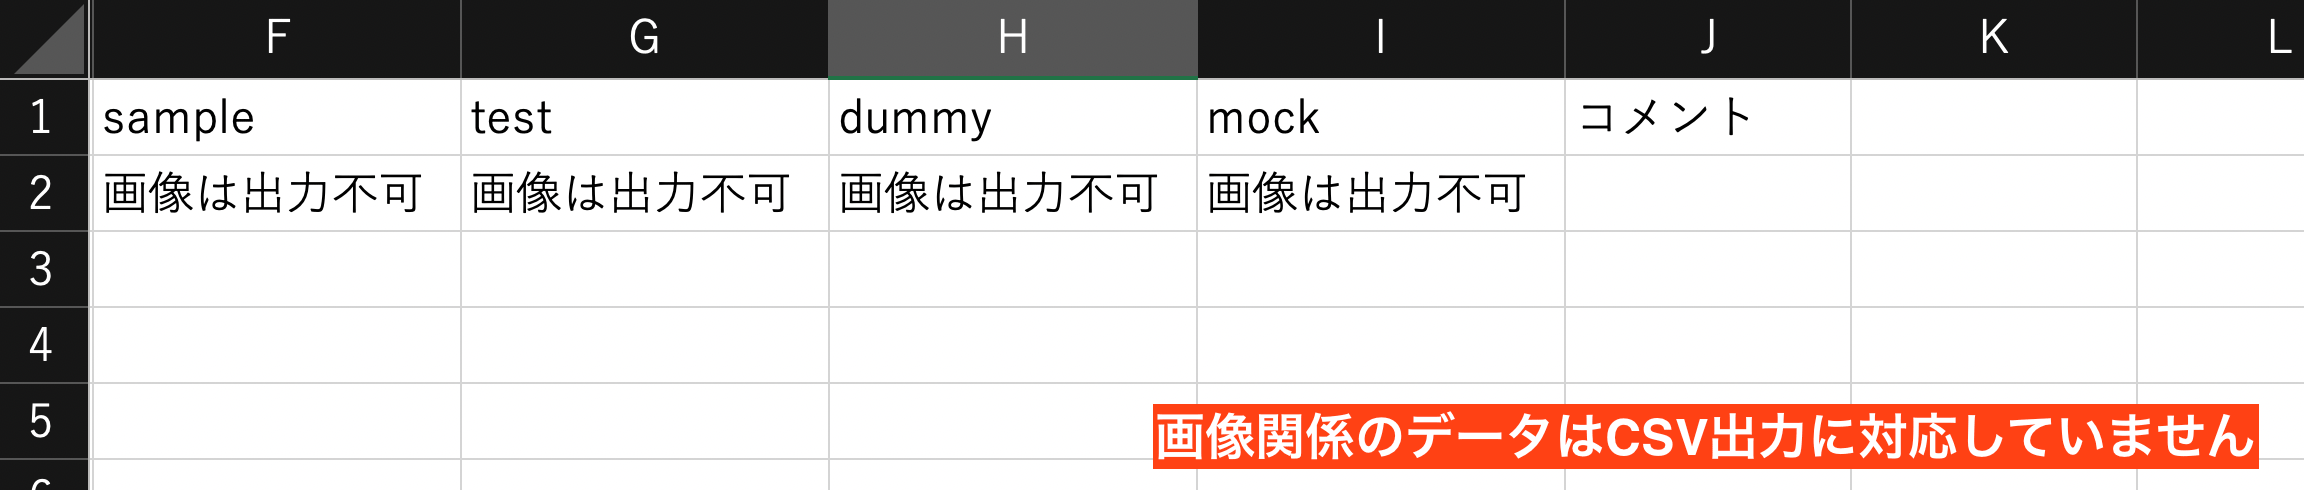 F G H I J K L
1 sample test dummy mock コメント
2 画像は出力不可 画像は出力不可 画像は出力不可 画像は出力不可
3
4
5
画像関係のデータはCSV出力に対応していません
6